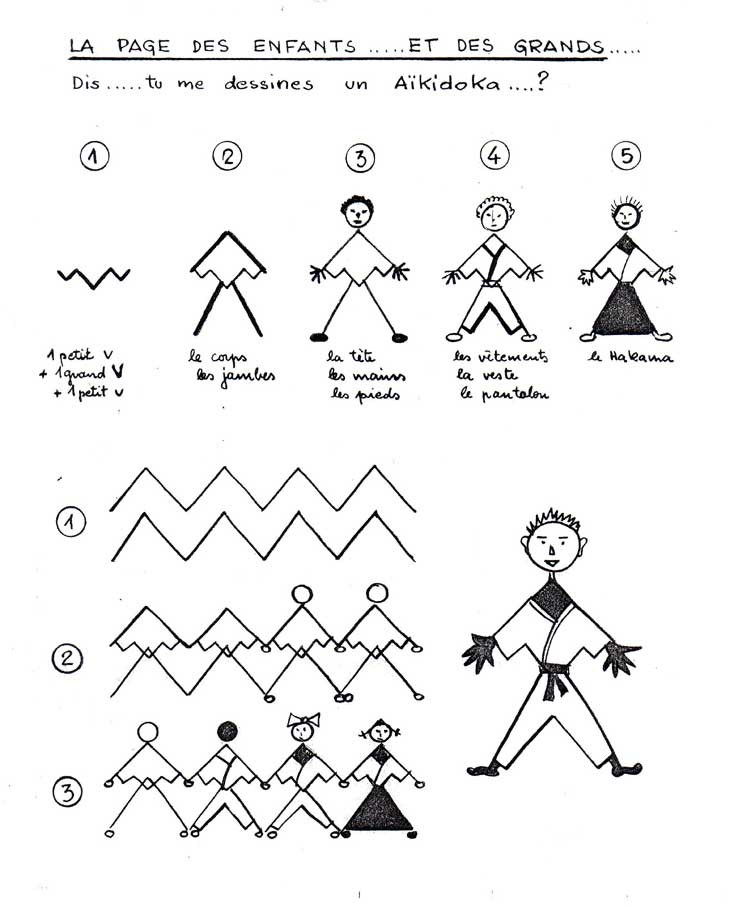 LA PAGE DES ENFANTS.....ET DES GRANDS.....
Dis.....tu me dessines un Aïkidoka....?
1 2 3 4 5
1 petit v
+ 1 grand V
+ 1 petit v
le corps
les jambes
la tête
les mains
les pieds
les vêtements
la veste
le pantalon
le Hakama
1
2
3